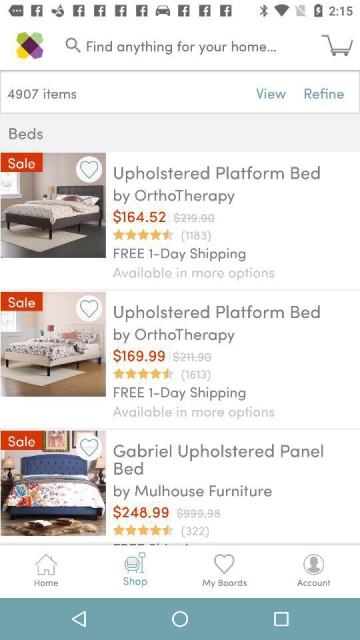 2:15
Find anything for your home...
4907 items View Refine
Beds
Sale
Upholstered Platform Bed
by OrthoTherapy
$164.52 $219.90
(1183)
FREE 1-Day Shipping
Available in more options
Sale
Upholstered Platform Bed
by OrthoTherapy
$169.99 $211.90
(1613)
FREE 1-Day Shipping
Available in more options
Sale
Gabriel Upholstered Panel
Bed
by Mulhouse Furniture
$248.99 $999.98
(322)
Home Shop My Boards Account